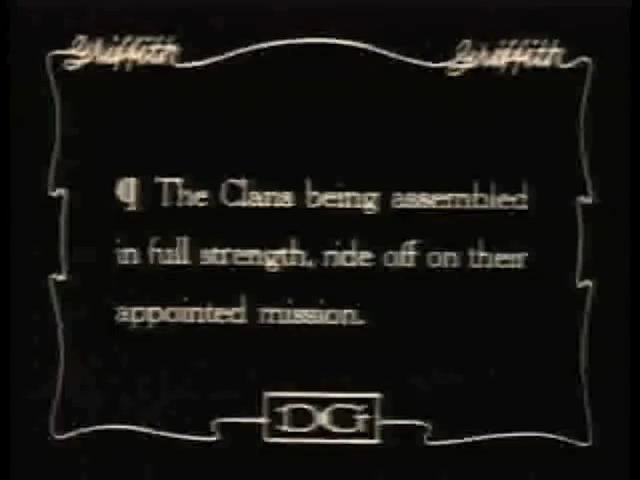 Griffith Griffith
¶ The Clans being assembled
in full strength, ride off on their
appointed mission.
DG